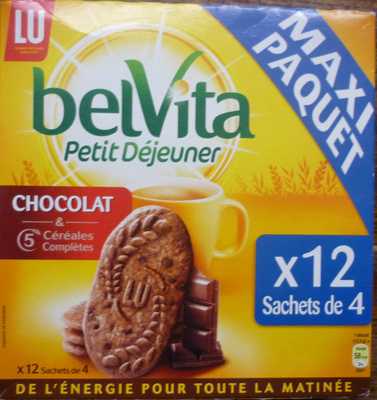 LU
MAXI
PAQUET
belVita
Petit Déjeuner
CHOCOLAT
&
5 Céréales
Complètes
LU
x12
Sachets de 4
x 12 Sachets de 4
DE L'ÉNERGIE POUR TOUTE LA MATINÉE